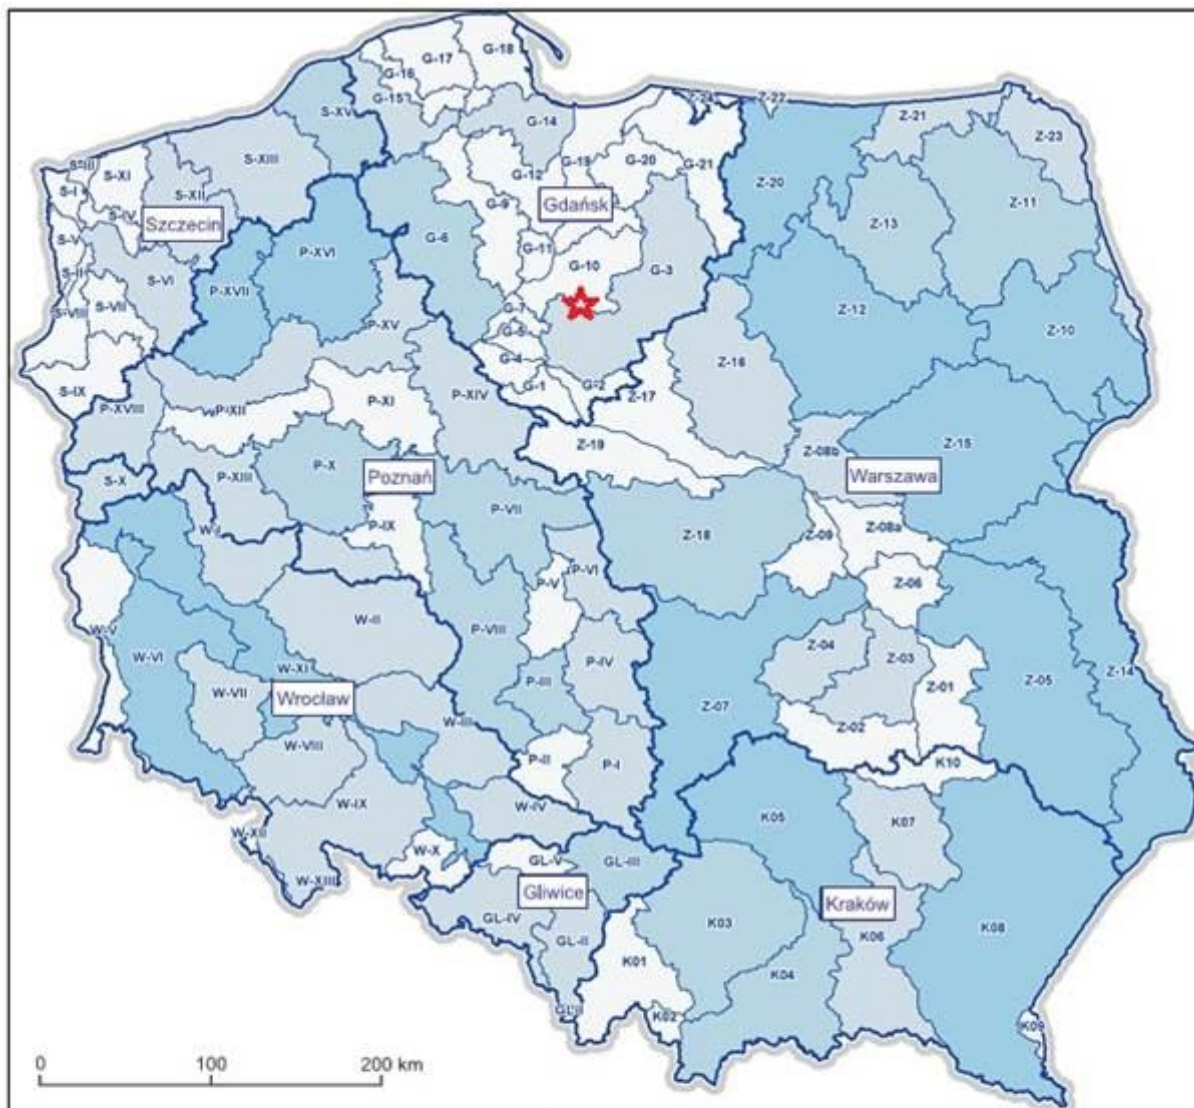 G-18
G-17
G-16
G-15
Z-24
Z-22
S-XV
G-14
Z-21
Z-23
S-III
S-XI
S-XIII
G-19
G-20
G-21
G-12
Z-20
S-I
S-XII
Z-11
G-9
Gdańsk
S-IV
Szczecin
Z-13
S-V
G-6
G-11
P-XVI
G-10
G-3
S-II
S-VI
P-XVII
S-VII
S-VIII
G-7
Z-12
P-XV
G-5
Z-10
G-4
Z-16
S-IX
G-1
G-2
P-XIV
Z-17
P-XI
P-XVIII
P-XII
Z-19
Z-15
Z-08b
P-X
Poznań
Warszawa
P-XIII
S-X
P-VII
P-IX
W-I
Z-18
Z-09
Z-08a
P-VI
P-V
Z-06
W-II
P-VIII
W-V
Z-04
W-VI
Z-03
P-IV
W-XI
Z-14
P-III
Z-05
Z-01
W-VII
Wrocław
Z-07
W-III
Z-02
W-VIII
P-II
P-I
K10
W-IX
W-IV
K05
K07
W-XII
W-X
GL-V
GL-III
W-XIII
Gliwice
Kraków
GL-IV
K03
K08
GL-II
K06
K01
K04
K02
K09
0 100 200 km